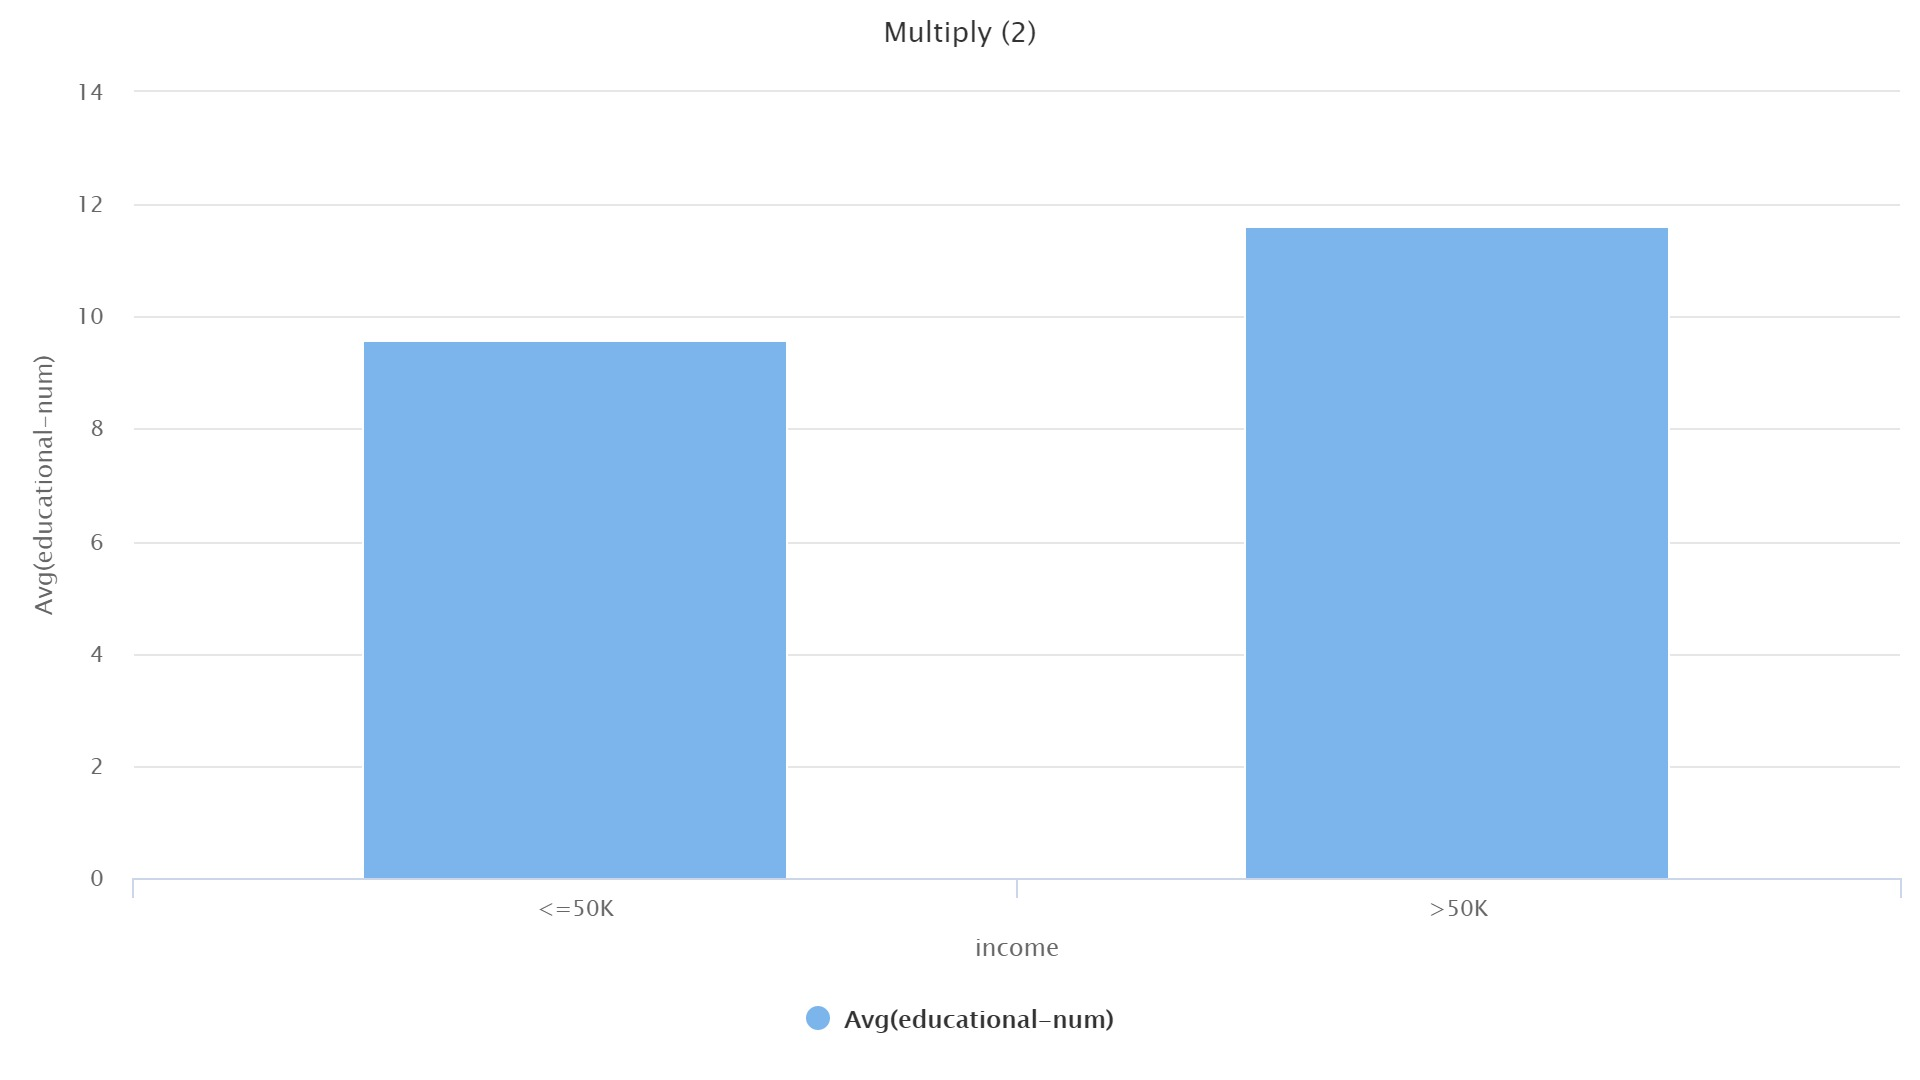 Multiply (2)
14
12
10
8
6
4
2
0
Avg(educational-num)
<=50K
>50K
income
Avg(educational-num)